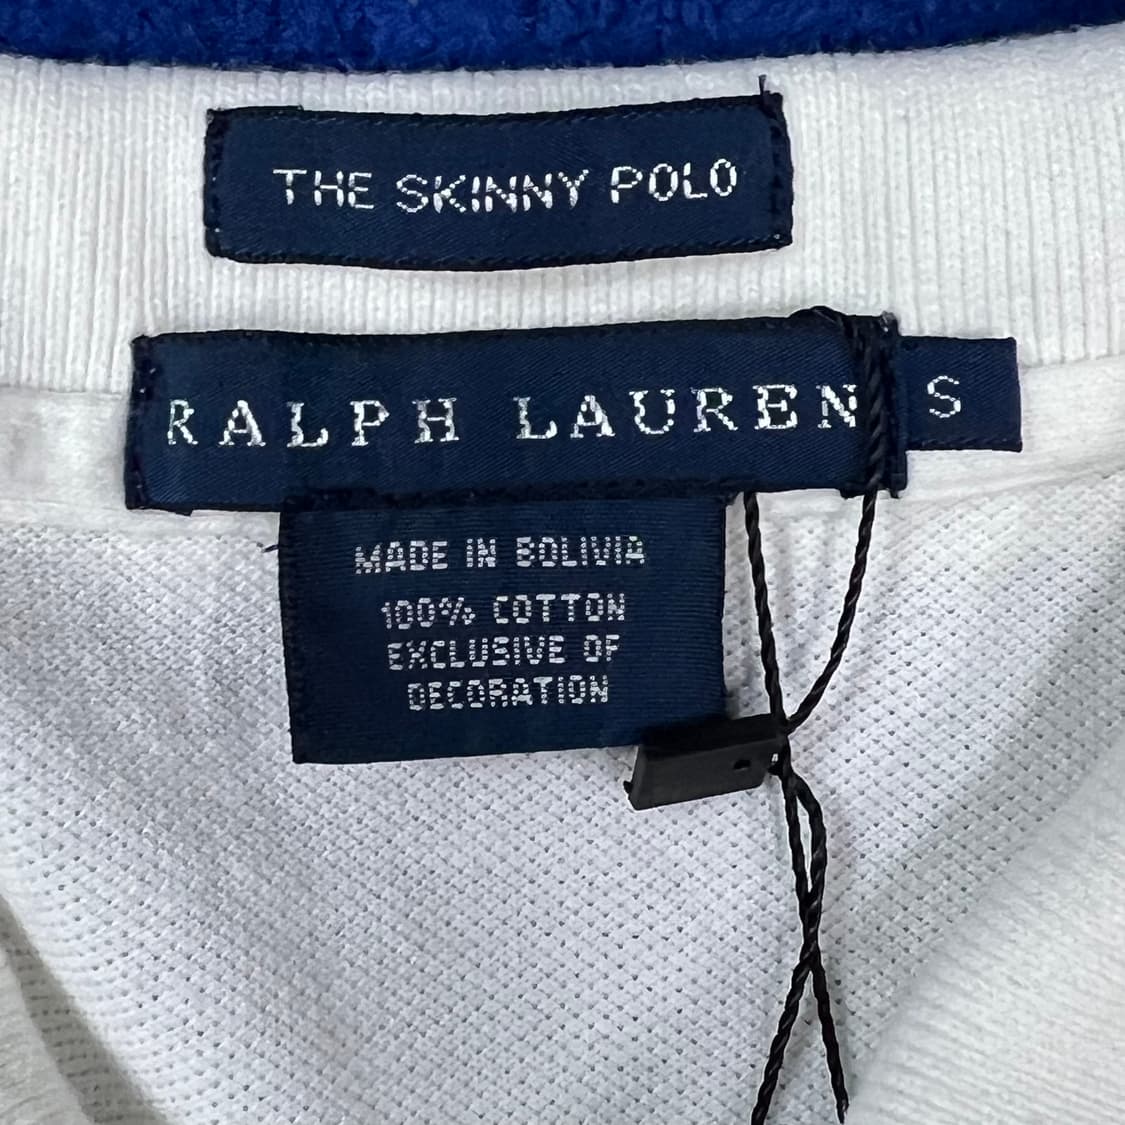 THE SKINNY POLO
RALPH LAUREN S
MADE IN BOLIVIA
100% COTTON
EXCLUSIVE OF
DECORATION